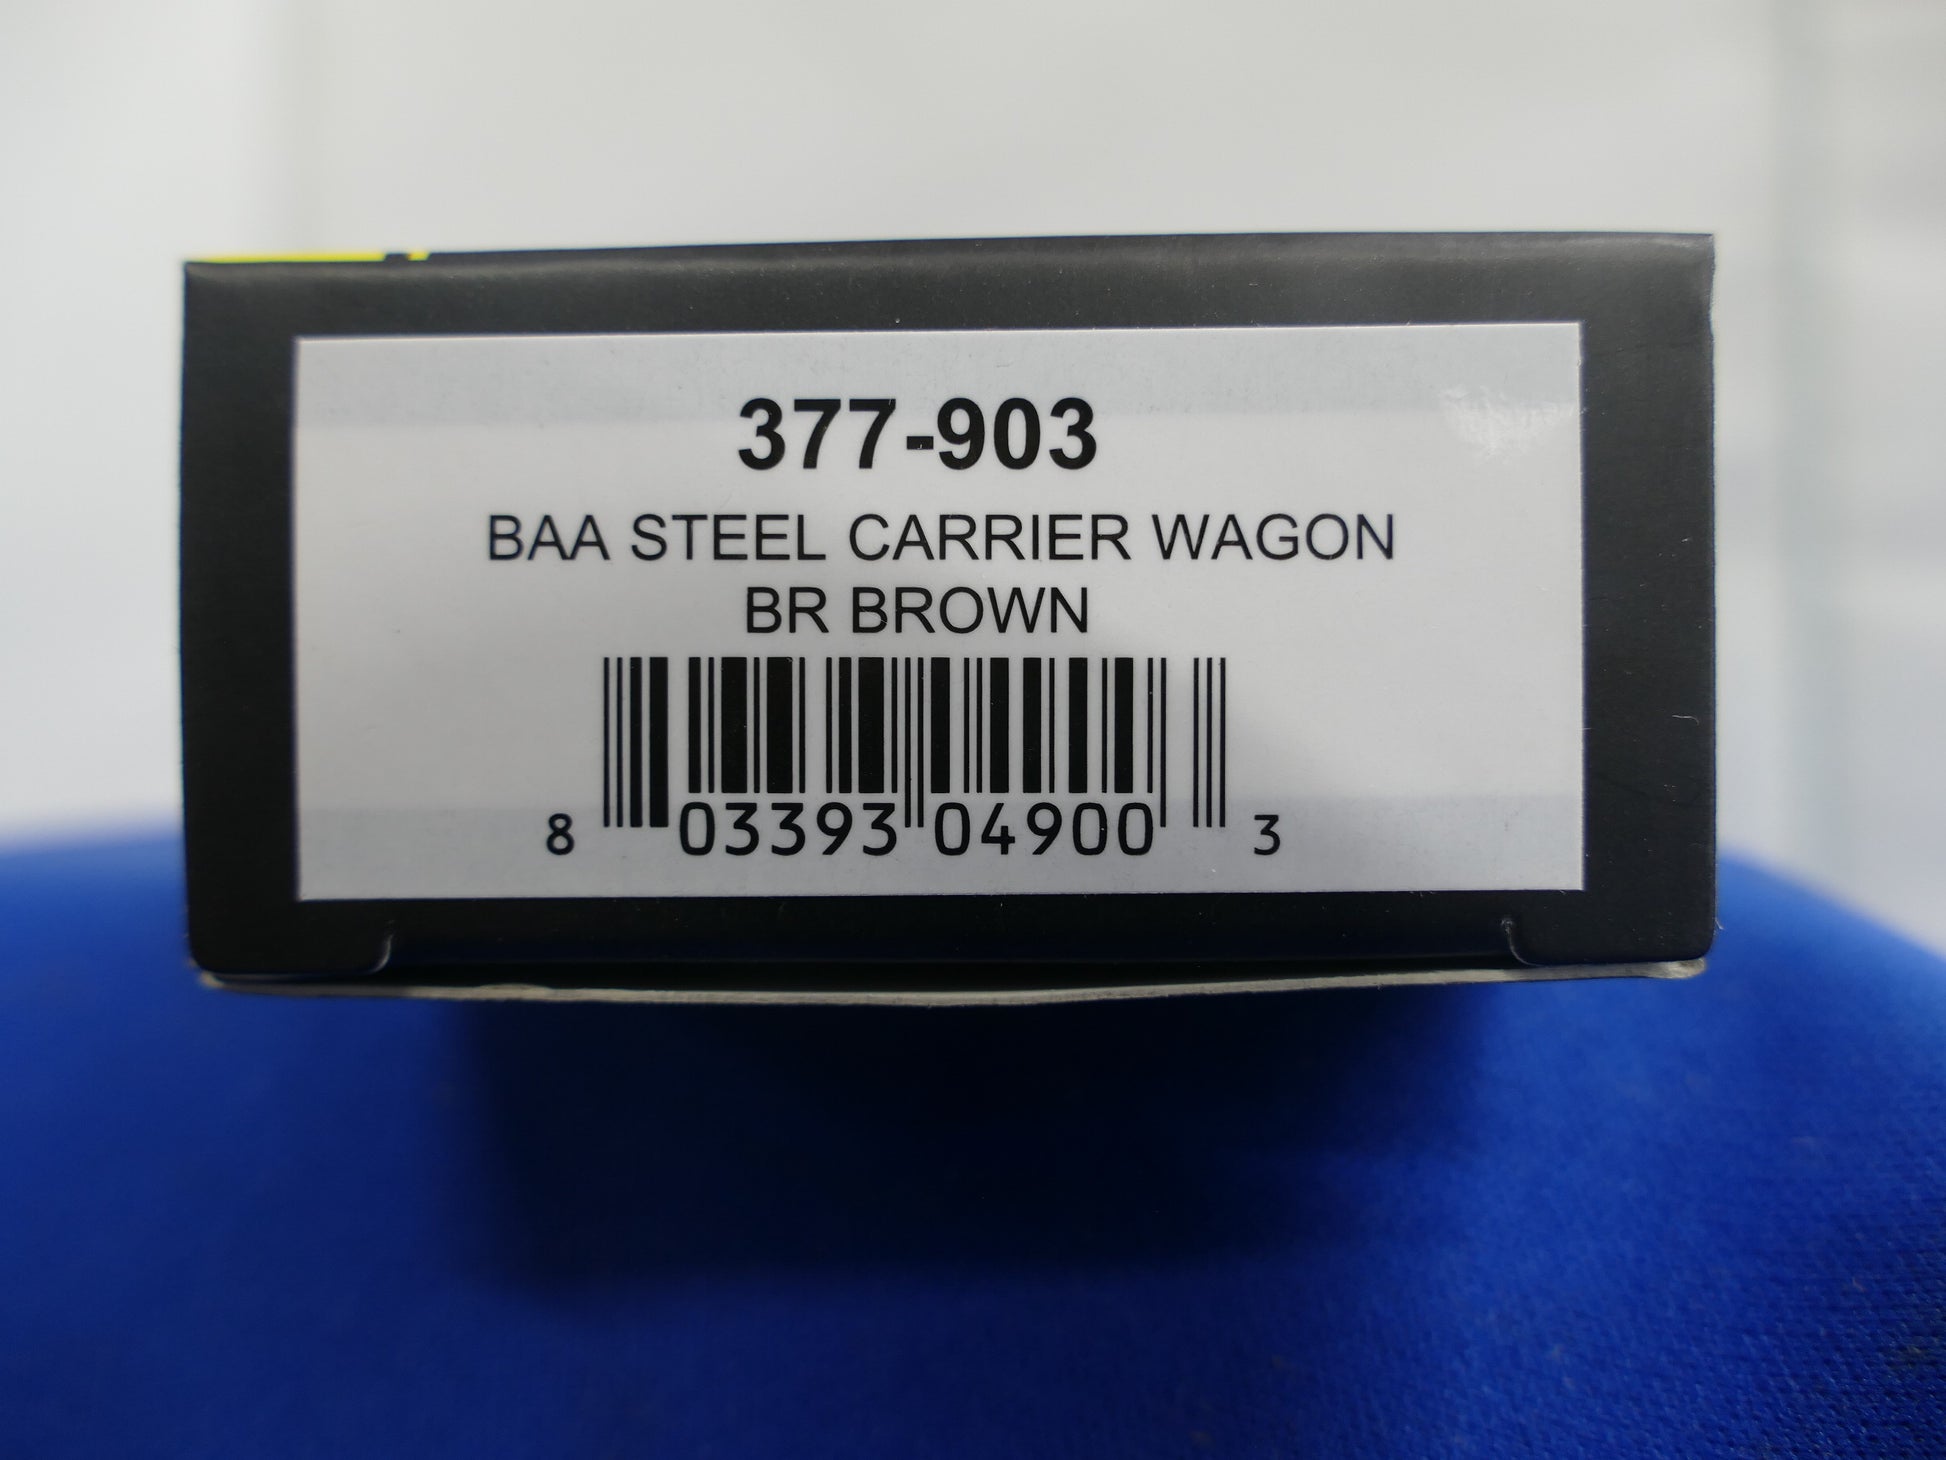 377-903
BAA STEEL CARRIER WAGON
BR BROWN
8 03393 04900 3